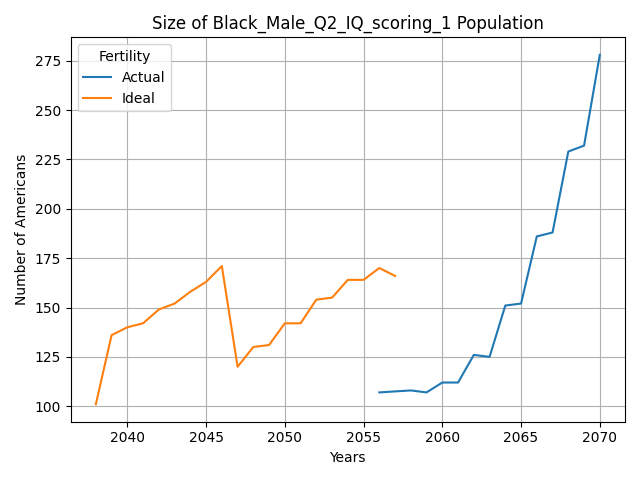 Size of Black_Male_Q2_IQ_scoring_1 Population
Fertility
Actual
Ideal
Number of Americans
275
250
225
200
175
150
125
100
2040 2045 2050 2055 2060 2065 2070
Years